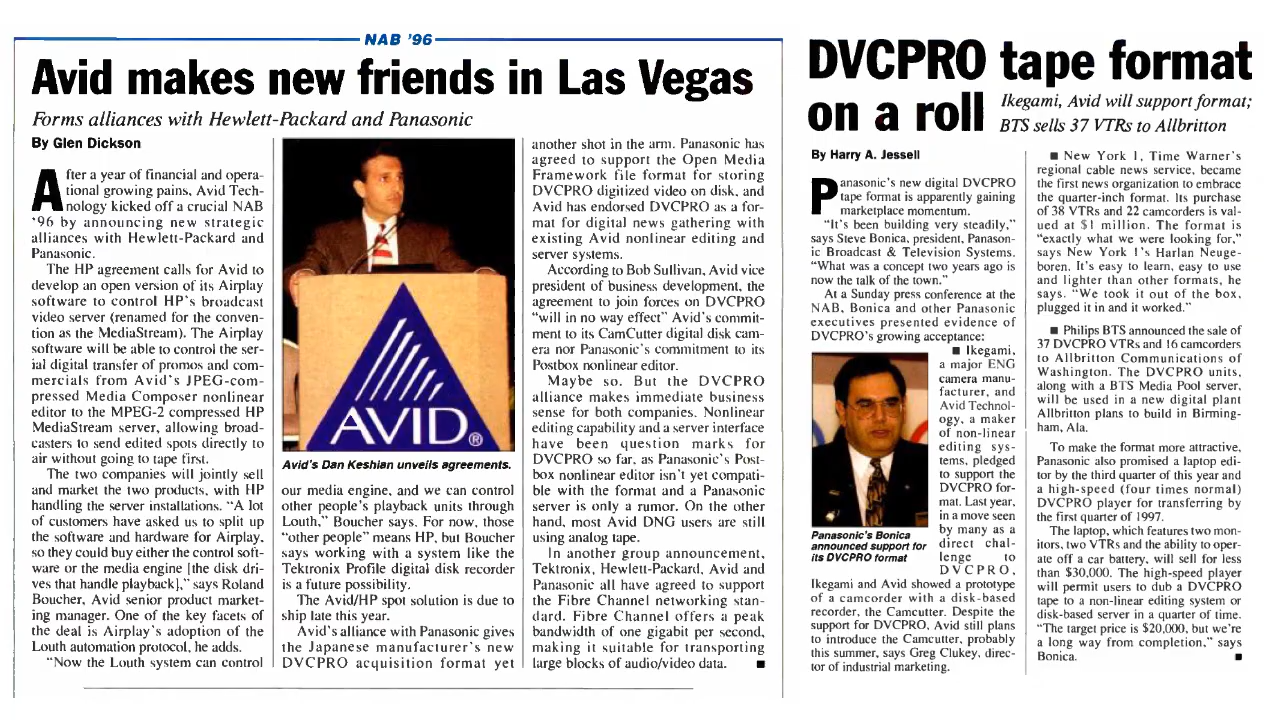 NAB '96
Avid makes new friends in Las Vegas
Forms alliances with Hewlett-Packard and Panasonic
By Glen Dickson
After a year of financial and opera-
tional growing pains, Avid Tech-
nology kicked off a crucial NAB
'96 by announcing new strategic
alliances with Hewlett-Packard and
Panasonic.
The HP agreement calls for Avid to
develop an open version of its Airplay
software to control HP's broadcast
video server (renamed for the conven-
tion as the MediaStream). The Airplay
software will be able to control the ser-
ial digital transfer of promos and com-
mercials from Avid's JPEG-com-
pressed Media Composer nonlinear
editor to the MPEG-2 compressed HP
MediaStream server, allowing broad-
casters to send edited spots directly to
air without going to tape first.
The two companies will jointly sell
and market the two products, with HP
handling the server installations. "A lot
of customers have asked us to split up
the software and hardware for Airplay,
so they could buy either the control soft-
ware or the media engine [the disk dri-
ves that handle playback]," says Roland
Boucher, Avid senior product market-
ing manager. One of the key facets of
the deal is Airplay's adoption of the
Louth automation protocol, he adds.
"Now the Louth system can control
AVID®
Avid's Dan Keshian unveils agreements.
our media engine, and we can control
other people's playback units through
Louth," Boucher says. For now, those
"other people" means HP, but Boucher
says working with a system like the
Tektronix Profile digital disk recorder
is a future possibility.
The Avid/HP spot solution is due to
ship late this year.
Avid's alliance with Panasonic gives
the Japanese manufacturer's new
DVCPRO acquisition format yet
another shot in the arm. Panasonic has
agreed to support the Open Media
Framework file format for storing
DVCPRO digitized video on disk, and
Avid has endorsed DVCPRO as a for-
mat for digital news gathering with
existing Avid nonlinear editing and
server systems.
According to Bob Sullivan, Avid vice
president of business development, the
agreement to join forces on DVCPRO
"will in no way effect" Avid's commit-
ment to its CamCutter digital disk cam-
era nor Panasonic's commitment to its
Postbox nonlinear editor.
Maybe so. But the DVCPRO
alliance makes immediate business
sense for both companies. Nonlinear
editing capability and a server interface
have been question marks for
DVCPRO so far, as Panasonic's Post-
box nonlinear editor isn't yet compati-
ble with the format and a Panasonic
server is only a rumor. On the other
hand, most Avid DNG users are still
using analog tape.
In another group announcement,
Tektronix, Hewlett-Packard, Avid and
Panasonic all have agreed to support
the Fibre Channel networking stan-
dard. Fibre Channel offers a peak
bandwidth of one gigabit per second,
making it suitable for transporting
large blocks of audio/video data. ■
DVCPRO tape format
on a roll
Ikegami, Avid will support format;
BTS sells 37 VTRs to Allbritton
By Harry A. Jessell
Panasonic's new digital DVCPRO
tape format is apparently gaining
marketplace momentum.
"It's been building very steadily,"
says Steve Bonica, president, Panason-
ic Broadcast & Television Systems.
"What was a concept two years ago is
now the talk of the town."
At a Sunday press conference at the
NAB, Bonica and other Panasonic
executives presented evidence of
DVCPRO's growing acceptance:
■ Ikegami,
a major ENG
camera manu-
facturer, and
Avid Technol-
ogy, a maker
of non-linear
editing sys-
tems, pledged
to support the
DVCPRO for-
mat. Last year,
in a move seen
by many as a
direct chal-
lenge to
DVCPRO,
Panasonic's Bonica
announced support for
its DVCPRO format
Ikegami and Avid showed a prototype
of a camcorder with a disk-based
recorder, the Camcutter. Despite the
support for DVCPRO, Avid still plans
to introduce the Camcutter, probably
this summer, says Greg Clukey, direc-
tor of industrial marketing.
■ New York 1, Time Warner's
regional cable news service, became
the first news organization to embrace
the quarter-inch format. Its purchase
of 38 VTRs and 22 camcorders is val-
ued at $1 million. The format is
"exactly what we were looking for,"
says New York 1's Harlan Neuge-
boren. It's easy to learn, easy to use
and lighter than other formats, he
says. "We took it out of the box,
plugged it in and it worked."
■ Philips BTS announced the sale of
37 DVCPRO VTRs and 16 camcorders
to Allbritton Communications of
Washington. The DVCPRO units,
along with a BTS Media Pool server,
will be used in a new digital plant
Allbritton plans to build in Birming-
ham, Ala.
To make the format more attractive,
Panasonic also promised a laptop edi-
tor by the third quarter of this year and
a high-speed (four times normal)
DVCPRO player for transferring by
the first quarter of 1997.
The laptop, which features two mon-
itors, two VTRs and the ability to oper-
ate off a car battery, will sell for less
than $30,000. The high-speed player
will permit users to dub a DVCPRO
tape to a non-linear editing system or
disk-based server in a quarter of time.
"The target price is $20,000, but we're
a long way from completion," says
Bonica. ■